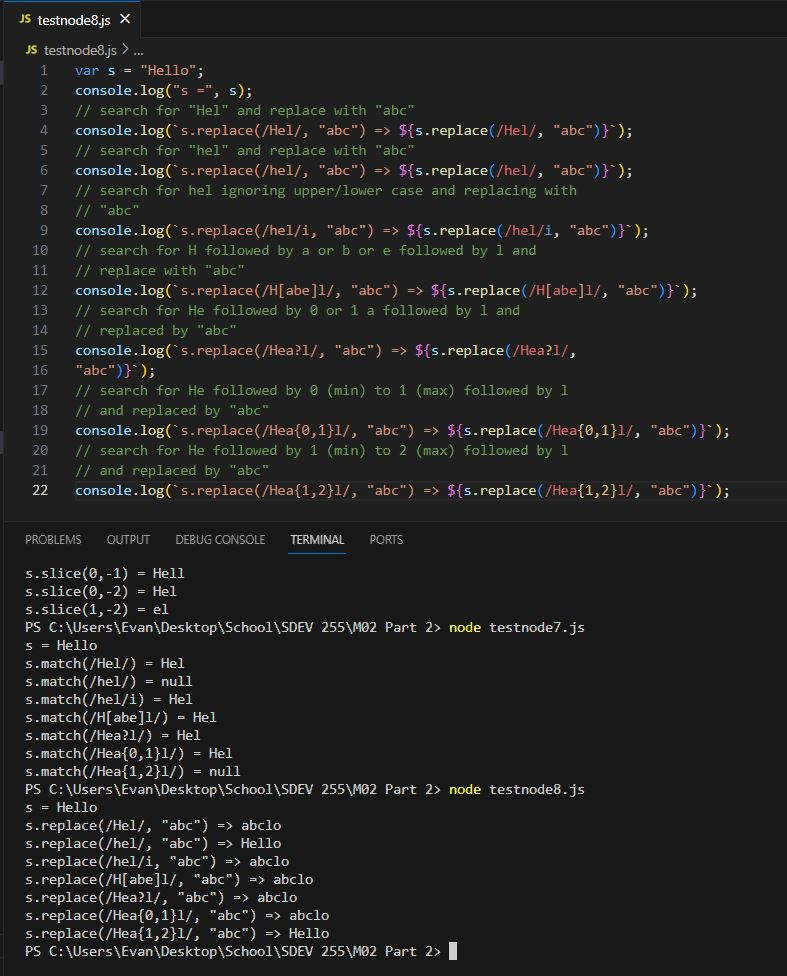 JS testnode8.js ×
JS testnode8.js > ...
1 var s = "Hello";
2 console.log("s =", s);
3 // search for "Hel" and replace with "abc"
4 console.log(`s.replace(/Hel/, "abc") => ${s.replace(/Hel/, "abc")}`);
5 // search for "hel" and replace with "abc"
6 console.log(`s.replace(/hel/, "abc") => ${s.replace(/hel/, "abc")}`);
7 // search for hel ignoring upper/lower case and replacing with
8 // "abc"
9 console.log(`s.replace(/hel/i, "abc") => ${s.replace(/hel/i, "abc")}`);
10 // search for H followed by a or b or e followed by l and
11 // replace with "abc"
12 console.log(`s.replace(/H[abe]l/, "abc") => ${s.replace(/H[abe]l/, "abc")}`);
13 // search for He followed by 0 or 1 a followed by l and
14 // replaced by "abc"
15 console.log(`s.replace(/Hea?l/, "abc") => ${s.replace(/Hea?l/,
16 "abc")}`);
17 // search for He followed by 0 (min) to 1 (max) followed by l
18 // and replaced by "abc"
19 console.log(`s.replace(/Hea{0,1}l/, "abc") => ${s.replace(/Hea{0,1}l/, "abc")}`);
20 // search for He followed by 1 (min) to 2 (max) followed by l
21 // and replaced by "abc"
22 console.log(`s.replace(/Hea{1,2}l/, "abc") => ${s.replace(/Hea{1,2}l/, "abc")}`);
PROBLEMS OUTPUT DEBUG CONSOLE TERMINAL PORTS
s.slice(0,-1) = Hell
s.slice(0,-2) = Hel
s.slice(1,-2) = el
PS C:\Users\Evan\Desktop\School\SDEV 255\M02 Part 2> node testnode7.js
s = Hello
s.match(/Hel/) = Hel
s.match(/hel/) = null
s.match(/hel/i) = Hel
s.match(/H[abe]l/) = Hel
s.match(/Hea?l/) = Hel
s.match(/Hea{0,1}l/) = Hel
s.match(/Hea{1,2}l/) = null
PS C:\Users\Evan\Desktop\School\SDEV 255\M02 Part 2> node testnode8.js
s = Hello
s.replace(/Hel/, "abc") => abclo
s.replace(/hel/, "abc") => Hello
s.replace(/hel/i, "abc") => abclo
s.replace(/H[abe]l/, "abc") => abclo
s.replace(/Hea?l/, "abc") => abclo
s.replace(/Hea{0,1}l/, "abc") => abclo
s.replace(/Hea{1,2}l/, "abc") => Hello
PS C:\Users\Evan\Desktop\School\SDEV 255\M02 Part 2>